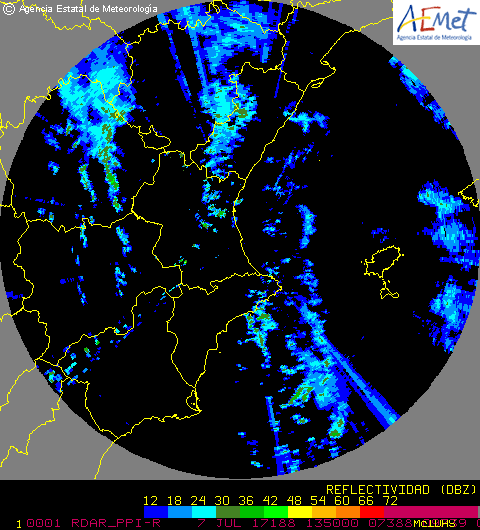 © Agencia Estatal de Meteorología
AEMet
Agencia Estatal de Meteorología
REFLECTIVIDAD (DBZ)
12 18 24 30 36 42 48 54 60 66 72
1 0001 RDAR_PPI-R 7 JUL 17188 135000 07388